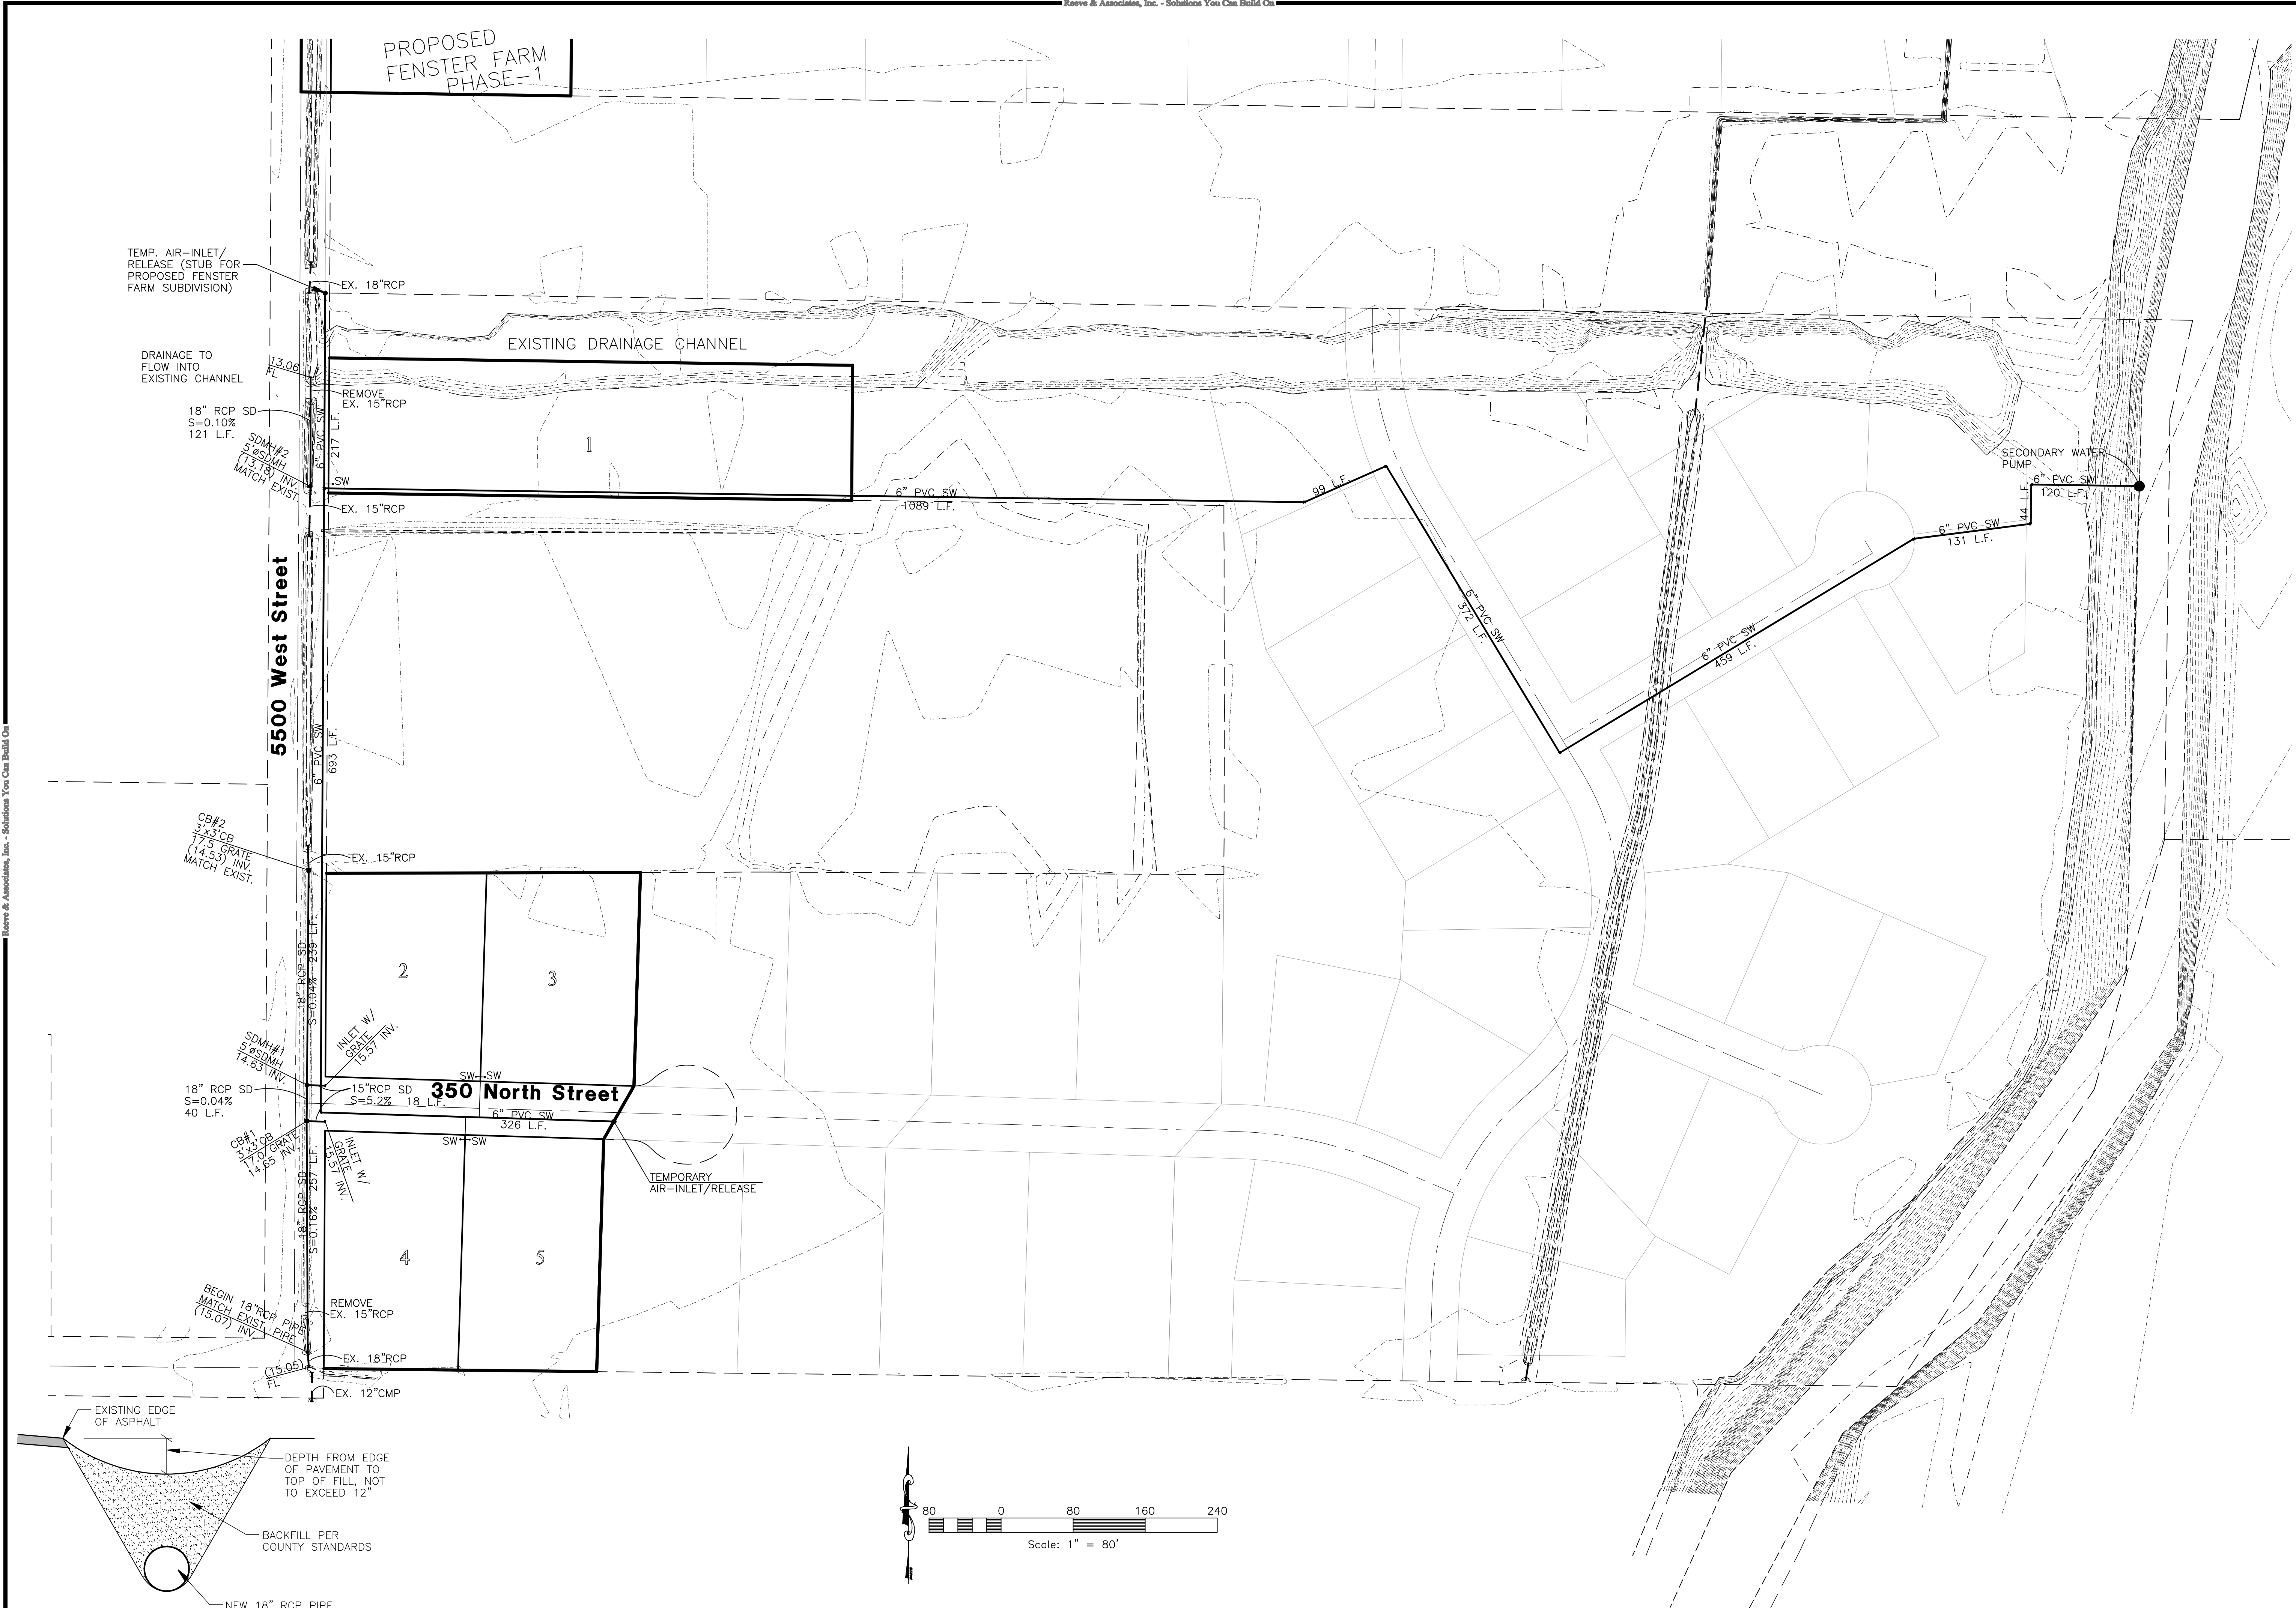 Reeve & Associates, Inc. - Solutions You Can Build On
PROPOSED
FENSTER FARM
PHASE-1
TEMP. AIR-INLET/
RELEASE (STUB FOR
PROPOSED FENSTER
FARM SUBDIVISION)
EX. 18"RCP
EXISTING DRAINAGE CHANNEL
DRAINAGE TO
FLOW INTO
EXISTING CHANNEL
13.06
FL
REMOVE
EX. 15"RCP
18" RCP SD
S=0.10%
121 L.F.
6" PVC SW
217 L.F.
1
SDMH#2
5'øSDMH
(13.18) INV.
MATCH EXIST.
SW
EX. 15"RCP
6" PVC SW
1089 L.F.
99 L.F.
SECONDARY WATER
PUMP
6" PVC SW
120 L.F.
44 L.F.
6" PVC SW
131 L.F.
6" PVC SW
372 L.F.
6" PVC SW
459 L.F.
5500 West Street
6" PVC SW
693 L.F.
Reeve & Associates, Inc. - Solutions You Can Build On
CB#2
3'x3'CB
17.5 GRATE
(14.53) INV.
MATCH EXIST.
EX. 15"RCP
18" RCP SD
S=0.04% 239 L.F.
2
3
INLET W/
GRATE
15.57 INV.
SDMH#1
5'øSDMH
14.63 INV.
SW SW
18" RCP SD
S=0.04%
40 L.F.
15"RCP SD
S=5.2% 18 L.F.
350 North Street
6" PVC SW
326 L.F.
CB#1
3'x3'CB
17.0 GRATE
14.65 INV.
INLET W/
GRATE
15.57 INV.
SW SW
18" RCP SD
S=0.16% 257 L.F.
TEMPORARY
AIR-INLET/RELEASE
4
5
BEGIN 18"RCP PIPE
MATCH EXIST. PIPE
(15.07) INV.
REMOVE
EX. 15"RCP
EX. 18"RCP
(15.05)
FL
EX. 12"CMP
EXISTING EDGE
OF ASPHALT
DEPTH FROM EDGE
OF PAVEMENT TO
TOP OF FILL, NOT
TO EXCEED 12"
BACKFILL PER
COUNTY STANDARDS
NEW 18" RCP PIPE
80 0 80 160 240
Scale: 1" = 80'